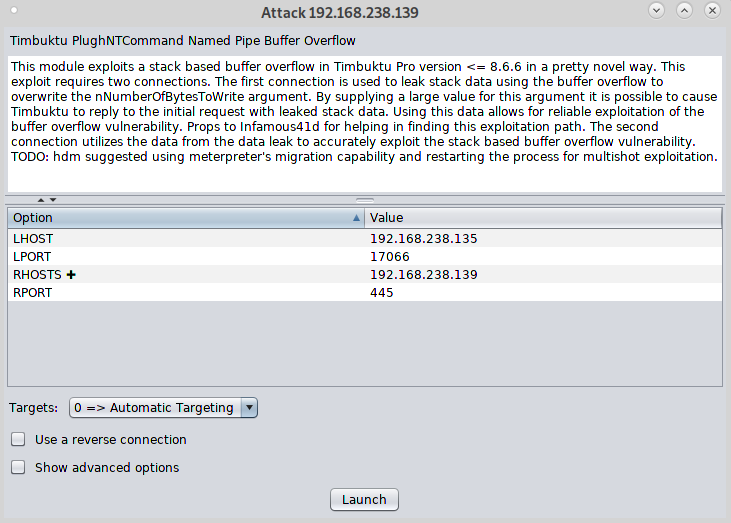 Attack 192.168.238.139
Timbuktu PlughNTCommand Named Pipe Buffer Overflow
This module exploits a stack based buffer overflow in Timbuktu Pro version <= 8.6.6 in a pretty novel way. This
exploit requires two connections. The first connection is used to leak stack data using the buffer overflow to
overwrite the nNumberOfBytesToWrite argument. By supplying a large value for this argument it is possible to cause
Timbuktu to reply to the initial request with leaked stack data. Using this data allows for reliable exploitation of the
buffer overflow vulnerability. Props to Infamous41d for helping in finding this exploitation path. The second
connection utilizes the data from the data leak to accurately exploit the stack based buffer overflow vulnerability.
TODO: hdm suggested using meterpreter's migration capability and restarting the process for multishot exploitation.
Option Value
LHOST 192.168.238.135
LPORT 17066
RHOSTS + 192.168.238.139
RPORT 445
Targets: 0 => Automatic Targeting
Use a reverse connection
Show advanced options
Launch